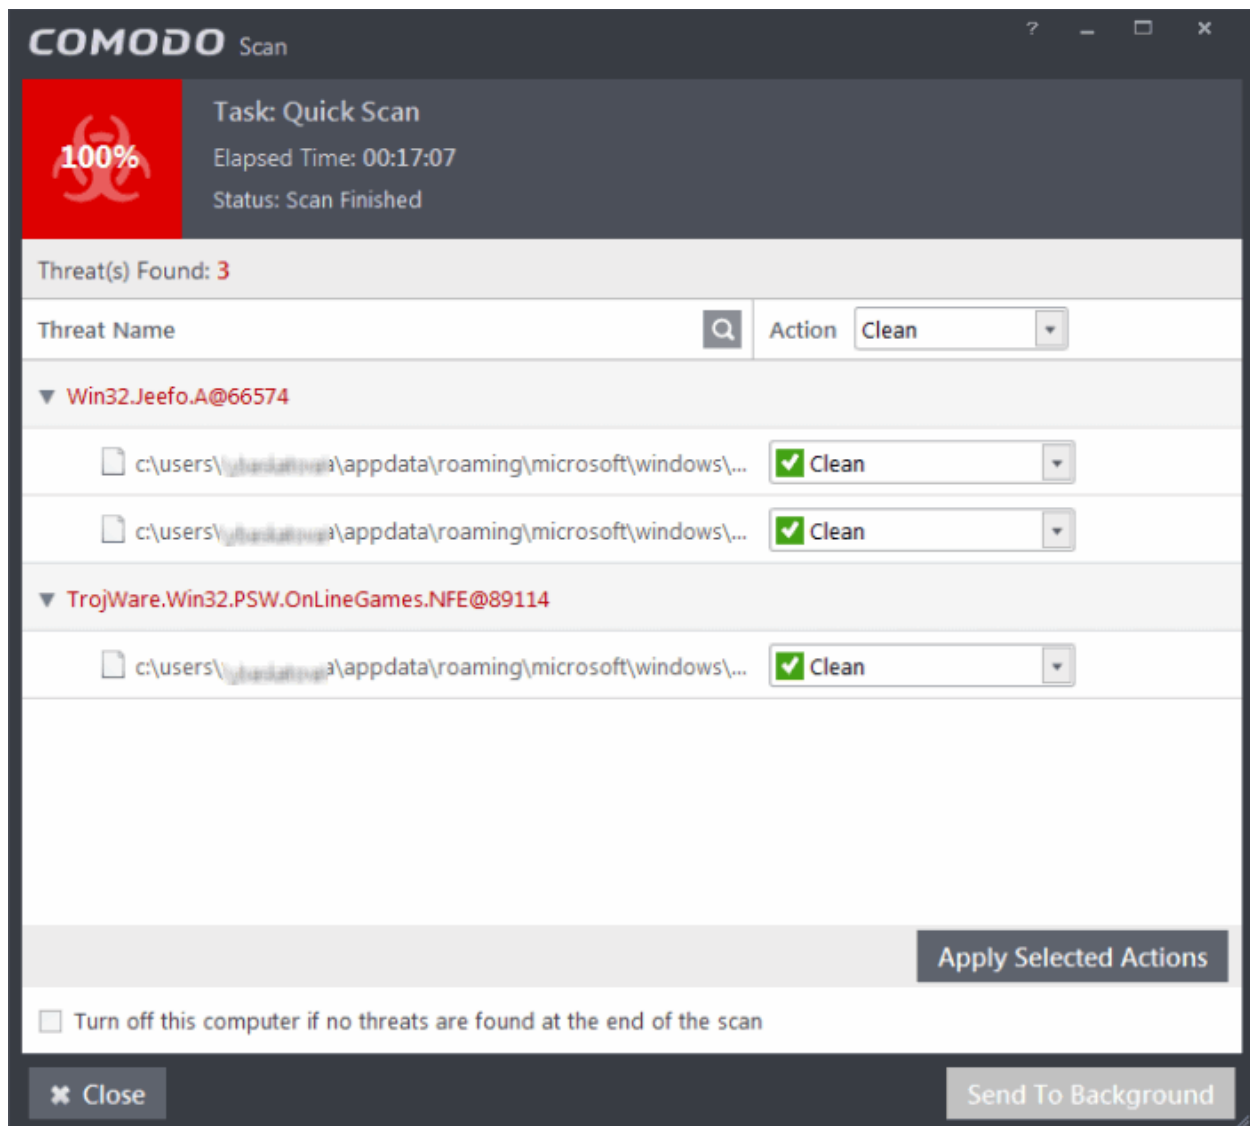 COMODO Scan
?
100%
Task: Quick Scan
Elapsed Time: 00:17:07
Status: Scan Finished
Threat(s) Found: 3
Threat Name
Action Clean
Win32.Jeefo.A@66574
c:\users\ a\appdata\roaming\microsoft\windows\... Clean
c:\users\ a\appdata\roaming\microsoft\windows\... Clean
TrojWare.Win32.PSW.OnLineGames.NFE@89114
c:\users\ a\appdata\roaming\microsoft\windows\... Clean
Apply Selected Actions
Turn off this computer if no threats are found at the end of the scan
Close
Send To Background